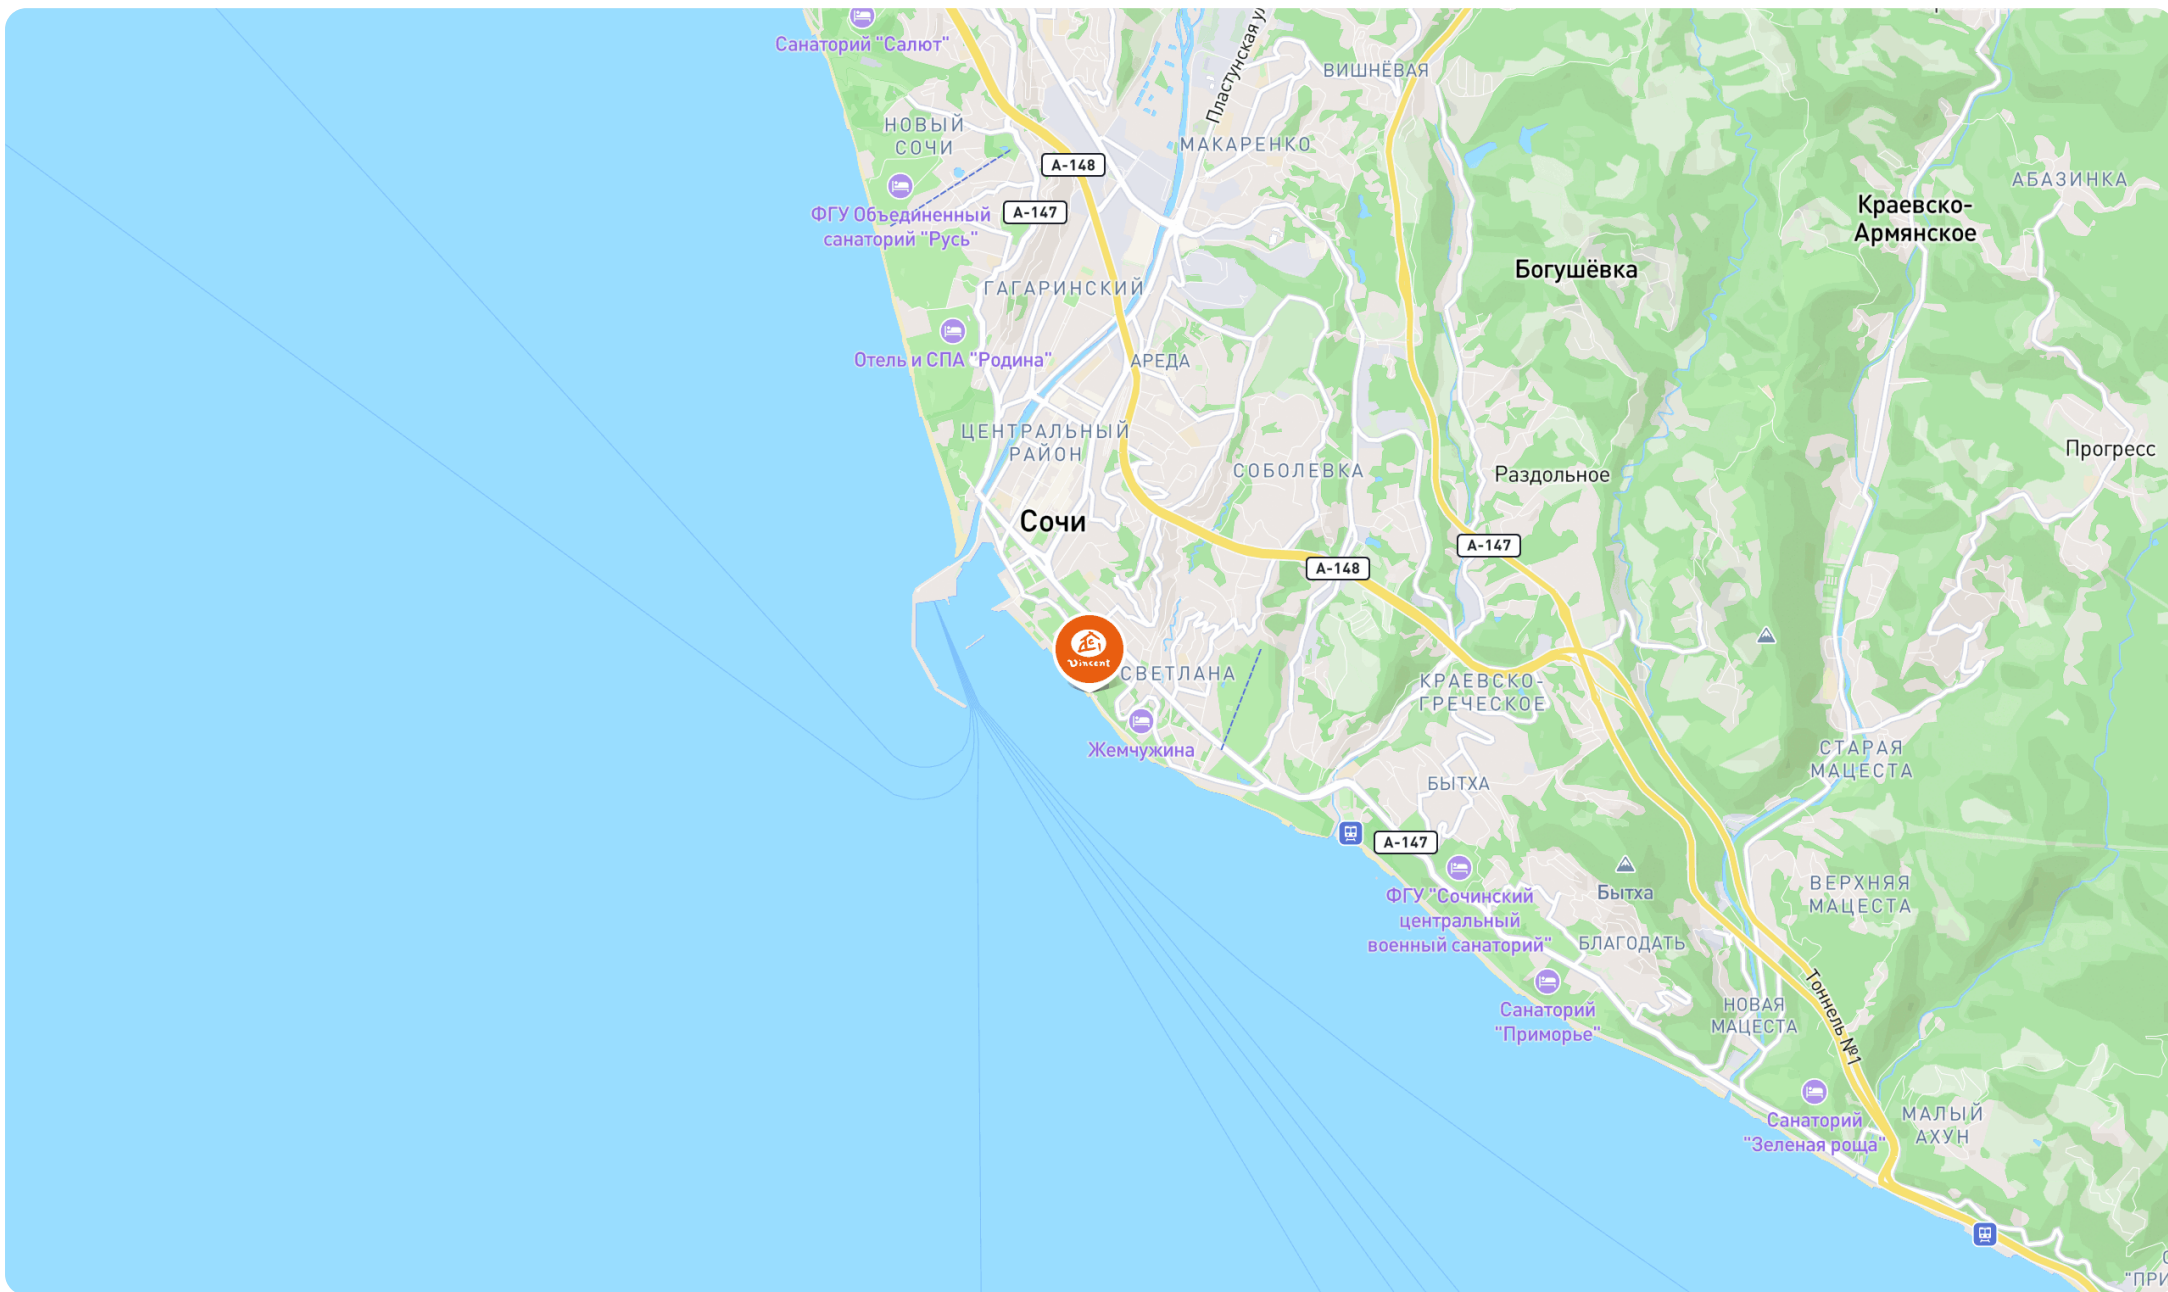 Санаторий "Салют"
Пластунская ул
ВИШНЁВАЯ
НОВЫЙ
СОЧИ
МАКАРЕНКО
А-148
АБАЗИНКА
ФГУ Объединенный
санаторий "Русь"
А-147
Краевско-
Армянское
Богушёвка
ГАГАРИНСКИЙ
Отель и СПА "Родина"
АРЕДА
ЦЕНТРАЛЬНЫЙ
РАЙОН
СОБОЛЕВКА
Раздольное
Прогресс
Сочи
А-147
А-148
Vincent
СВЕТЛАНА
КРАЕВСКО-
ГРЕЧЕСКОЕ
Жемчужина
СТАРАЯ
МАЦЕСТА
БЫТХА
А-147
ФГУ "Сочинский
центральный
военный санаторий"
Бытха
ВЕРХНЯЯ
МАЦЕСТА
БЛАГОДАТЬ
Санаторий
"Приморье"
НОВАЯ
МАЦЕСТА
Тоннель №1
Санаторий
"Зеленая роща"
МАЛЫЙ
АХУН
"ПРИ